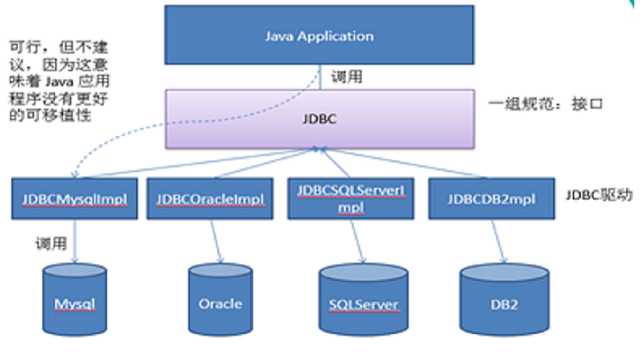 Java Application
可行，但不建
议，因为这意
味着 Java 应用
程序没有更好
的可移植性
调用
JDBC
一组规范：接口
JDBCMysqlImpl
JDBCOracleImpl
JDBCSQLServerI
mpl
JDBCDB2mpl
JDBC驱动
调用
Mysql
Oracle
SQLServer
DB2